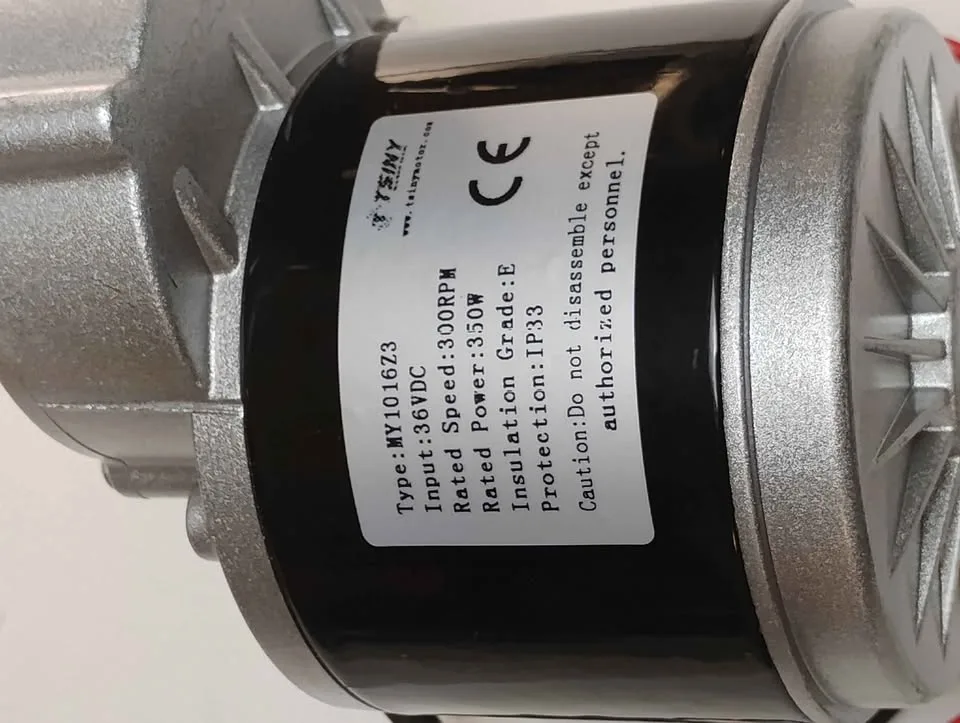 TSINY
www.tsinymotor.com
CE
Type:MY1016Z3
Input:36VDC
Rated Speed:300RPM
Rated Power:350W
Insulation Grade:E
Protection:IP33
Caution:Do not disassemble except
authorized personnel.